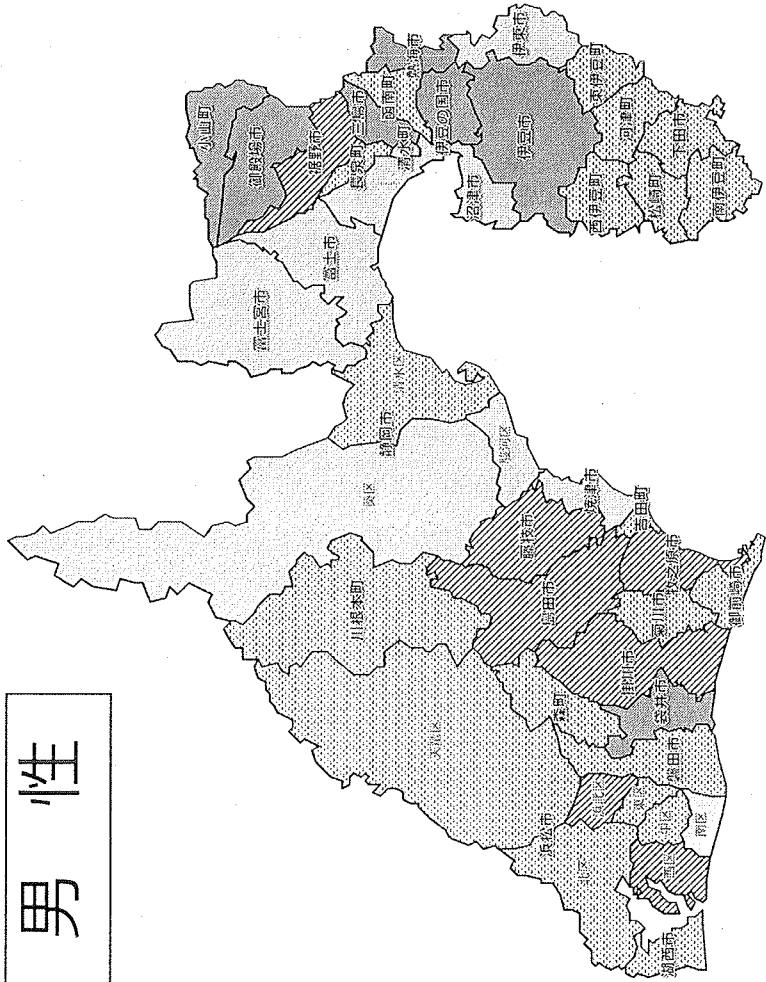 男性
小山町
御殿場市
裾野市
三島市
長泉町
清水町
函南町
熱海市
伊豆の国市
伊東市
伊豆市
沼津市
東伊豆町
河津町
下田市
西伊豆町
松崎町
南伊豆町
富士宮市
富士市
静岡市
清水区
葵区
駿河区
焼津市
藤枝市
島田市
吉田町
牧之原市
御前崎市
菊川市
掛川市
川根本町
森町
袋井市
磐田市
浜松市
天竜区
浜北区
東区
中区
南区
西区
北区
湖西市